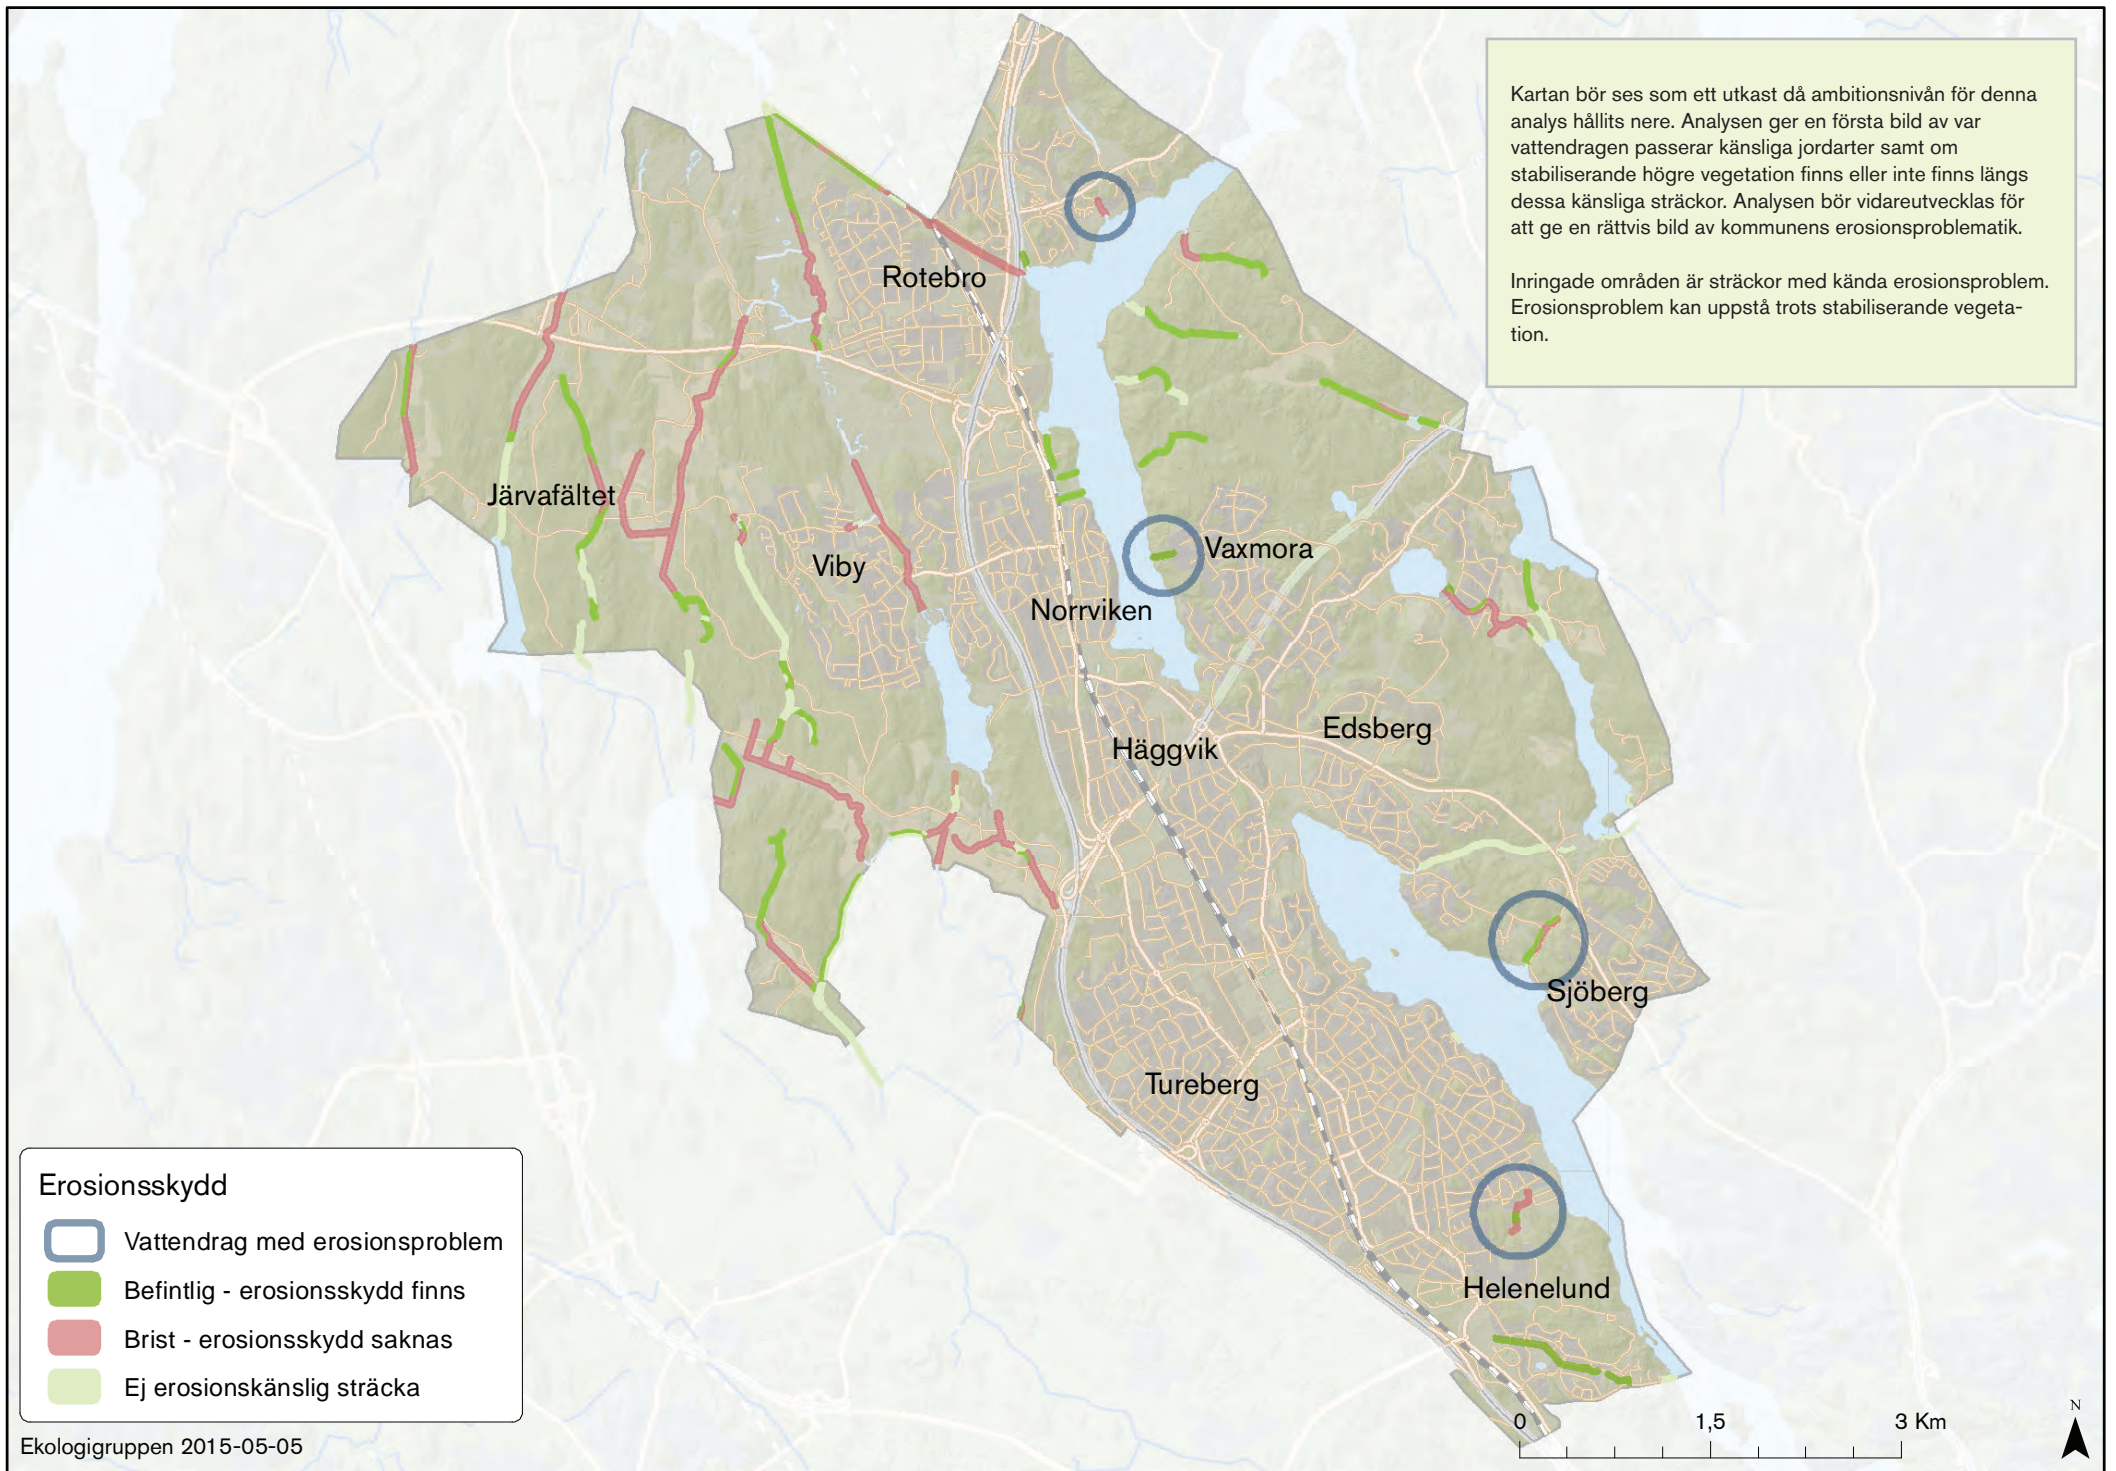 Kartan bör ses som ett utkast då ambitionsnivån för denna
analys hållits nere. Analysen ger en första bild av var
vattendragen passerar känsliga jordarter samt om
stabiliserande högre vegetation finns eller inte finns längs
dessa känsliga sträckor. Analysen bör vidareutvecklas för
att ge en rättvis bild av kommunens erosionsproblematik.
Inringade områden är sträckor med kända erosionsproblem.
Erosionsproblem kan uppstå trots stabiliserande vegeta-
tion.
Rotebro
Järvafältet
Viby
Vaxmora
Norrviken
Edsberg
Häggvik
Sjöberg
Tureberg
Helenelund
Erosionsskydd
Vattendrag med erosionsproblem
Befintlig - erosionsskydd finns
Brist - erosionsskydd saknas
Ej erosionskänslig sträcka
Ekologigruppen 2015-05-05
0 1,5 3 Km
N